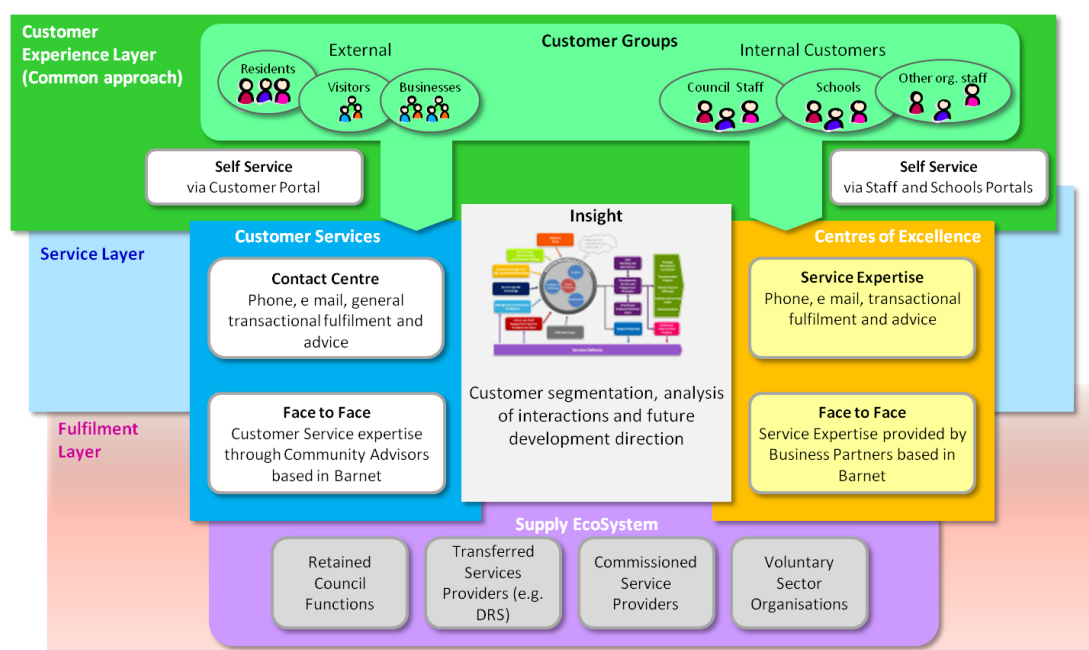 Customer
Experience Layer
(Common approach)
Customer Groups
External
Internal Customers
Residents
Visitors
Businesses
Council Staff
Schools
Other org. staff
Self Service
via Customer Portal
Self Service
via Staff and Schools Portals
Service Layer
Customer Services
Insight
Centres of Excellence
Contact Centre
Phone, e mail, general
transactional fulfilment and
advice
Service Expertise
Phone, e mail, transactional
fulfilment and advice
Service Delivery
Customer segmentation, analysis
of interactions and future
development direction
Fulfilment
Layer
Face to Face
Customer Service expertise
through Community Advisors
based in Barnet
Face to Face
Service Expertise provided by
Business Partners based in
Barnet
Supply EcoSystem
Retained
Council
Functions
Transferred
Services
Providers (e.g.
DRS)
Commissioned
Service
Providers
Voluntary
Sector
Organisations